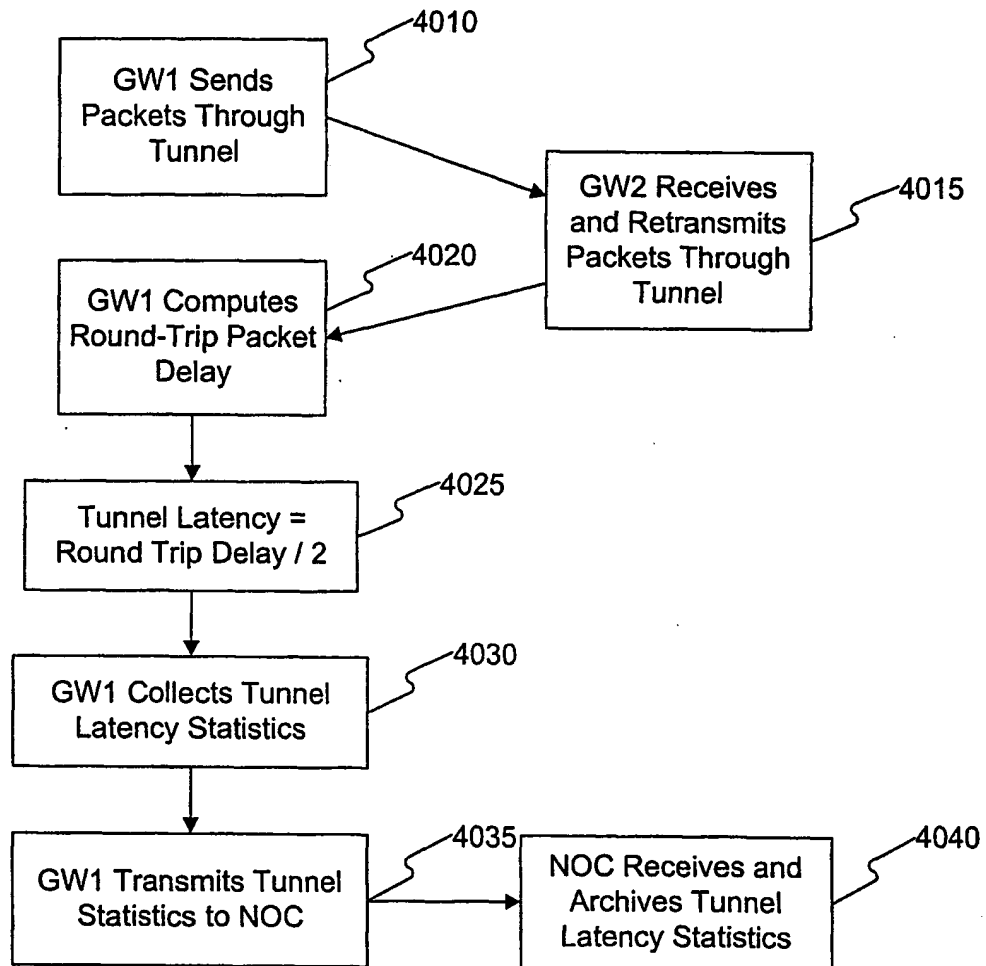 4010
GW1 Sends
Packets Through
Tunnel
GW2 Receives
and Retransmits
Packets Through
Tunnel
4015
4020
GW1 Computes
Round-Trip Packet
Delay
4025
Tunnel Latency =
Round Trip Delay / 2
4030
GW1 Collects Tunnel
Latency Statistics
4035
GW1 Transmits Tunnel
Statistics to NOC
4040
NOC Receives and
Archives Tunnel
Latency Statistics